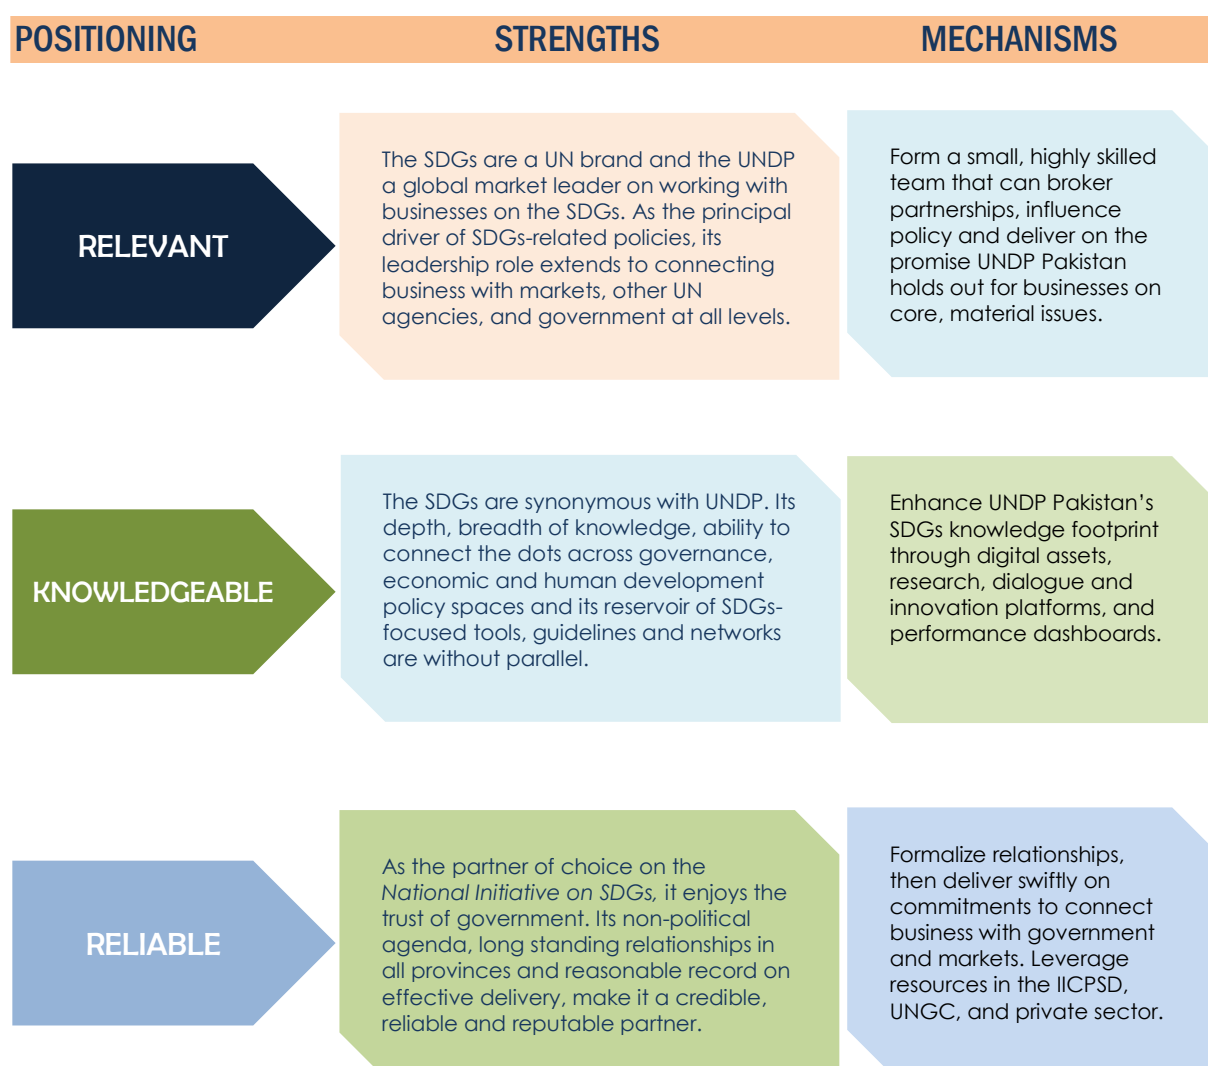 POSITIONING STRENGTHS MECHANISMS
RELEVANT
The SDGs are a UN brand and the UNDP
a global market leader on working with
businesses on the SDGs. As the principal
driver of SDGs-related policies, its
leadership role extends to connecting
business with markets, other UN
agencies, and government at all levels.
Form a small, highly skilled
team that can broker
partnerships, influence
policy and deliver on the
promise UNDP Pakistan
holds out for businesses on
core, material issues.
KNOWLEDGEABLE
The SDGs are synonymous with UNDP. Its
depth, breadth of knowledge, ability to
connect the dots across governance,
economic and human development
policy spaces and its reservoir of SDGs-
focused tools, guidelines and networks
are without parallel.
Enhance UNDP Pakistan’s
SDGs knowledge footprint
through digital assets,
research, dialogue and
innovation platforms, and
performance dashboards.
RELIABLE
As the partner of choice on the
National Initiative on SDGs, it enjoys the
trust of government. Its non-political
agenda, long standing relationships in
all provinces and reasonable record on
effective delivery, make it a credible,
reliable and reputable partner.
Formalize relationships,
then deliver swiftly on
commitments to connect
business with government
and markets. Leverage
resources in the IICPSD,
UNGC, and private sector.